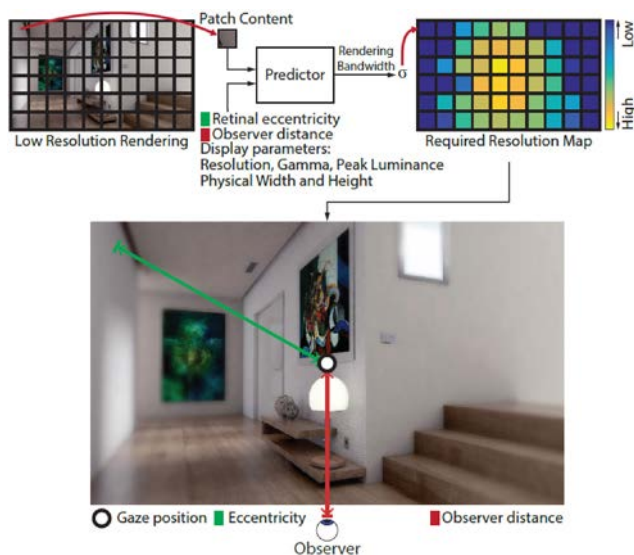 Patch Content
Low Resolution Rendering
Predictor
Rendering
Bandwidth
σ
Low
High
Required Resolution Map
Retinal eccentricity
Observer distance
Display parameters:
Resolution, Gamma, Peak Luminance
Physical Width and Height
Gaze position
Eccentricity
Observer distance
Observer